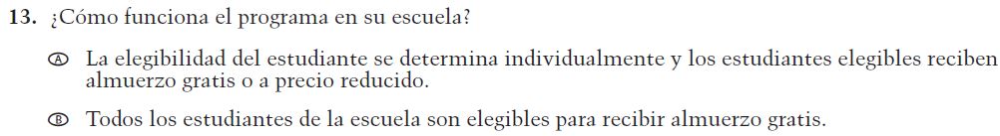 13. ¿Cómo funciona el programa en su escuela?
Ⓐ La elegibilidad del estudiante se determina individualmente y los estudiantes elegibles reciben
almuerzo gratis o a precio reducido.
Ⓑ Todos los estudiantes de la escuela son elegibles para recibir almuerzo gratis.